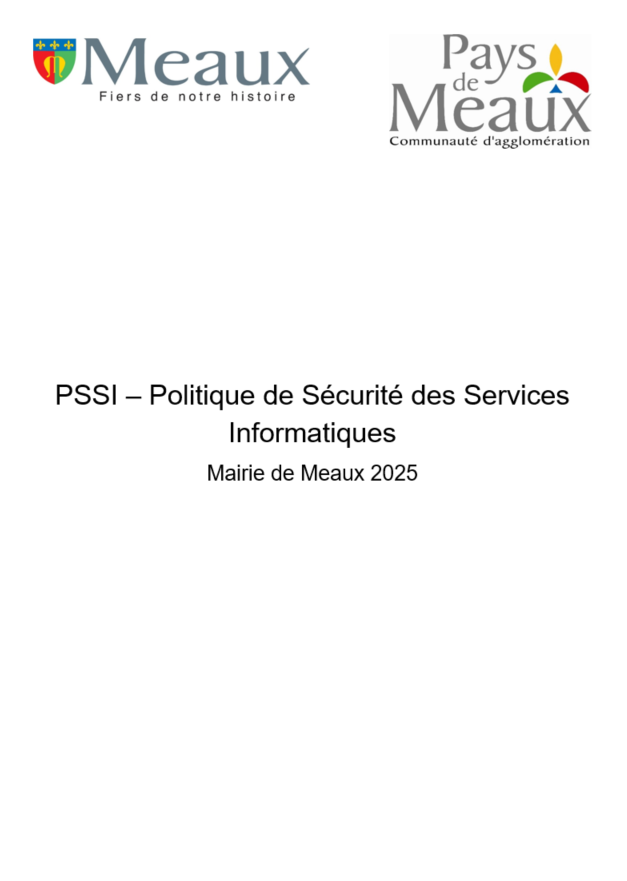 Meaux
Fiers de notre histoire
Pays
de
Meaux
Communauté d'agglomération
PSSI – Politique de Sécurité des Services
Informatiques
Mairie de Meaux 2025